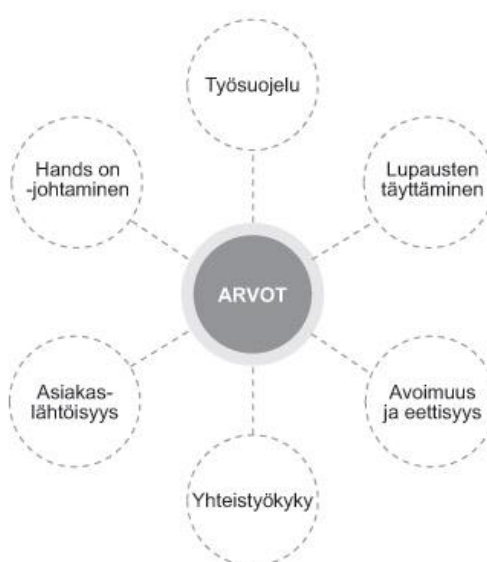 Työsuojelu
Hands on
-johtaminen
Lupausten
täyttäminen
ARVOT
Asiakas-
lähtöisyys
Avoimuus
ja eettisyys
Yhteistyökyky